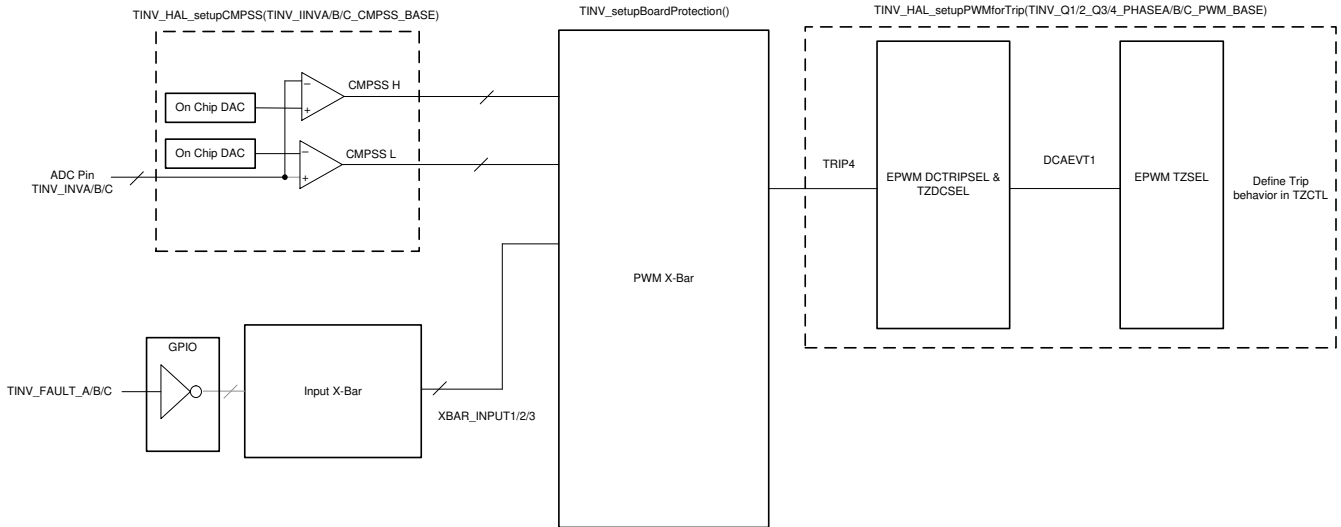 TINV_HAL_setupCMPSS(TINV_IINVA/B/C_CMPSS_BASE)
TINV_setupBoardProtection()
TINV_HAL_setupPWMforTrip(TINV_Q1/2_Q3/4_PHASEA/B/C_PWM_BASE)
On Chip DAC
−
+
CMPSS H
On Chip DAC
−
+
CMPSS L
ADC Pin
TINV_INVA/B/C
PWM X-Bar
TRIP4
EPWM DCTRIPSEL &
TZDCSEL
DCAEVT1
EPWM TZSEL
Define Trip
behavior in TZCTL
GPIO
TINV_FAULT_A/B/C
Input X-Bar
XBAR_INPUT1/2/3